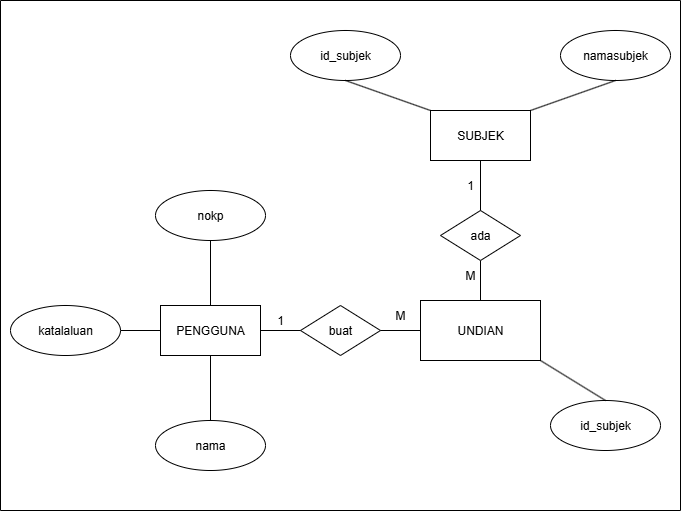 id_subjek
namasubjek
SUBJEK
1
ada
M
nokp
katalaluan
PENGGUNA
1
buat
M
UNDIAN
nama
id_subjek